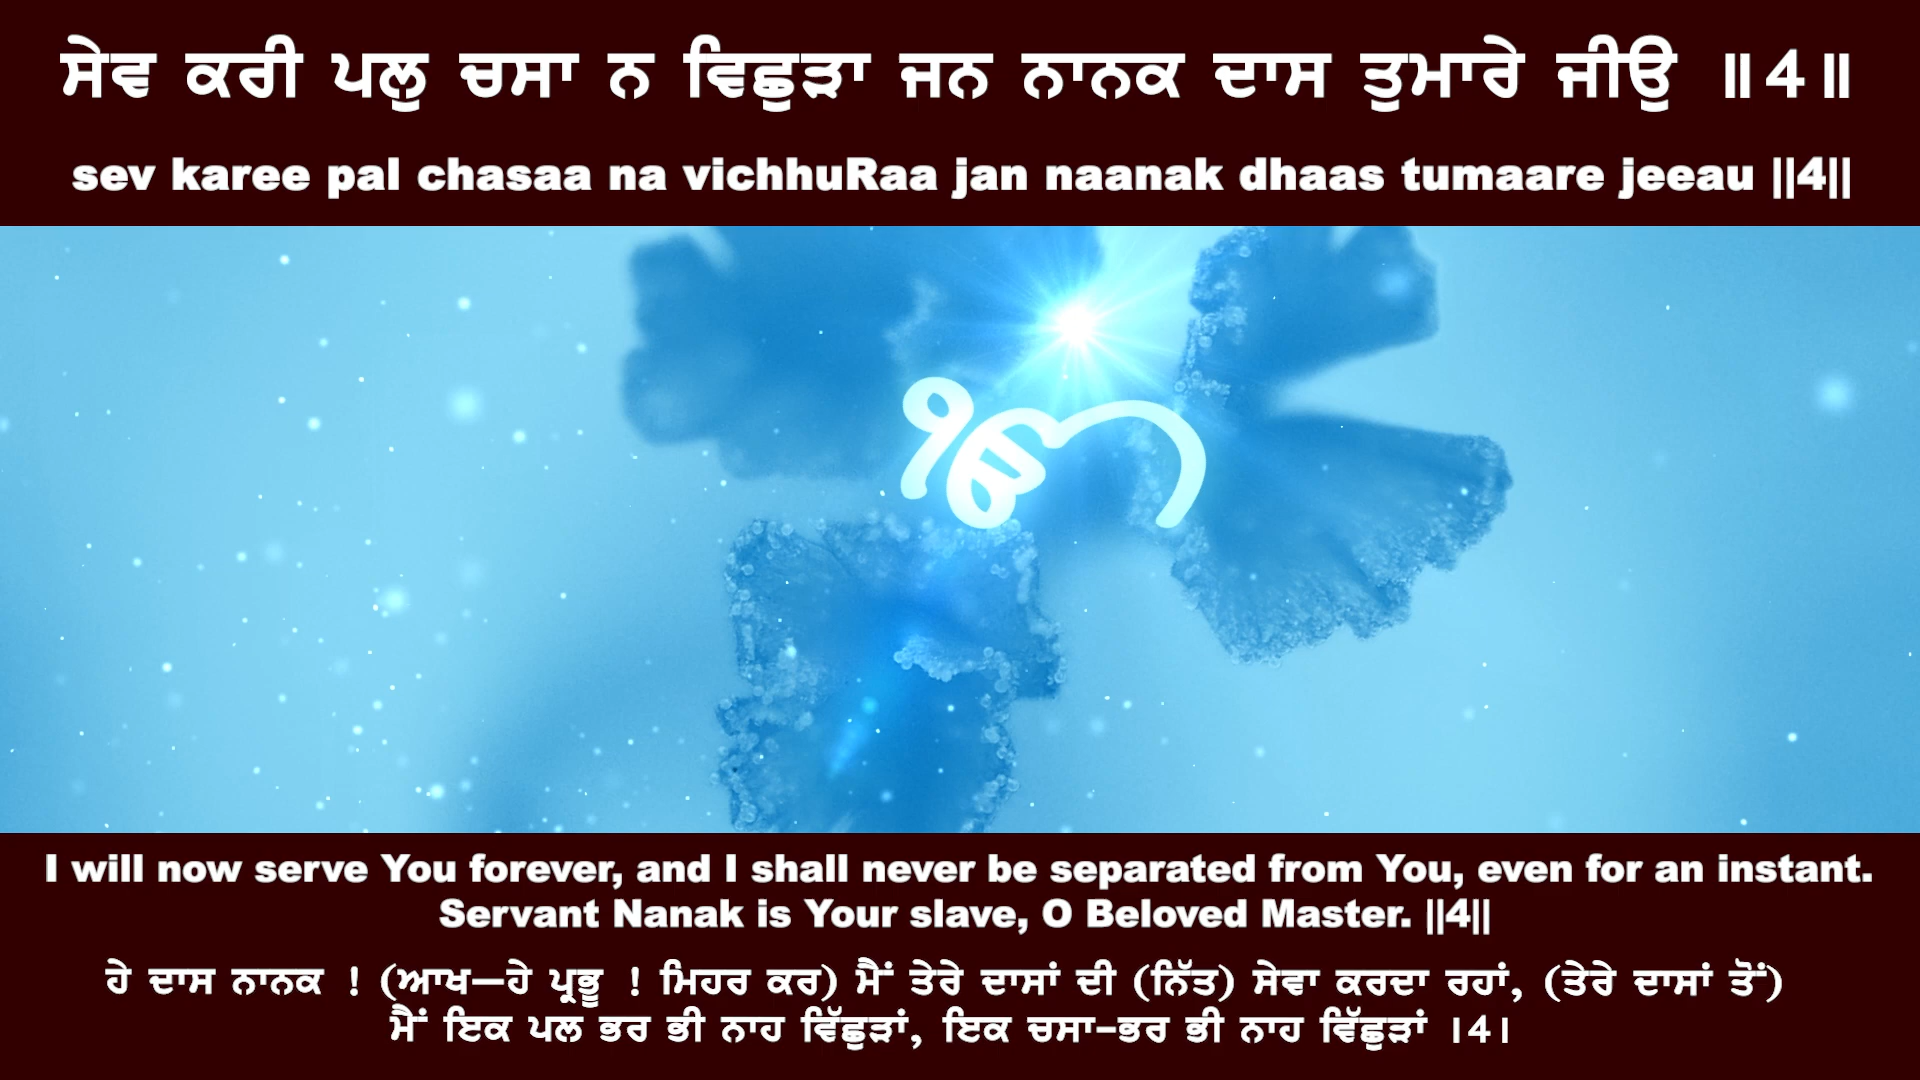 ਸੇਵ ਕਰੀ ਪਲੁ ਚਸਾ ਨ ਵਿਛੁੜਾ ਜਨ ਨਾਨਕ ਦਾਸ ਤੁਮਾਰੇ ਜੀਉ ॥4॥
sev karee pal chasaa na vichhuRaa jan naanak dhaas tumaare jeeau ||4||
ੴ
I will now serve You forever, and I shall never be separated from You, even for an instant.
Servant Nanak is Your slave, O Beloved Master. ||4||
ਹੇ ਦਾਸ ਨਾਨਕ ! (ਆਖ—ਹੇ ਪ੍ਰਭੂ ! ਮਿਹਰ ਕਰ) ਮੈਂ ਤੇਰੇ ਦਾਸਾਂ ਦੀ (ਨਿੱਤ) ਸੇਵਾ ਕਰਦਾ ਰਹਾਂ, (ਤੇਰੇ ਦਾਸਾਂ ਤੋਂ)
ਮੈਂ ਇਕ ਪਲ ਭਰ ਭੀ ਨਾਹ ਵਿੱਛੁੜਾਂ, ਇਕ ਚਸਾ-ਭਰ ਭੀ ਨਾਹ ਵਿੱਛੁੜਾਂ ।4।